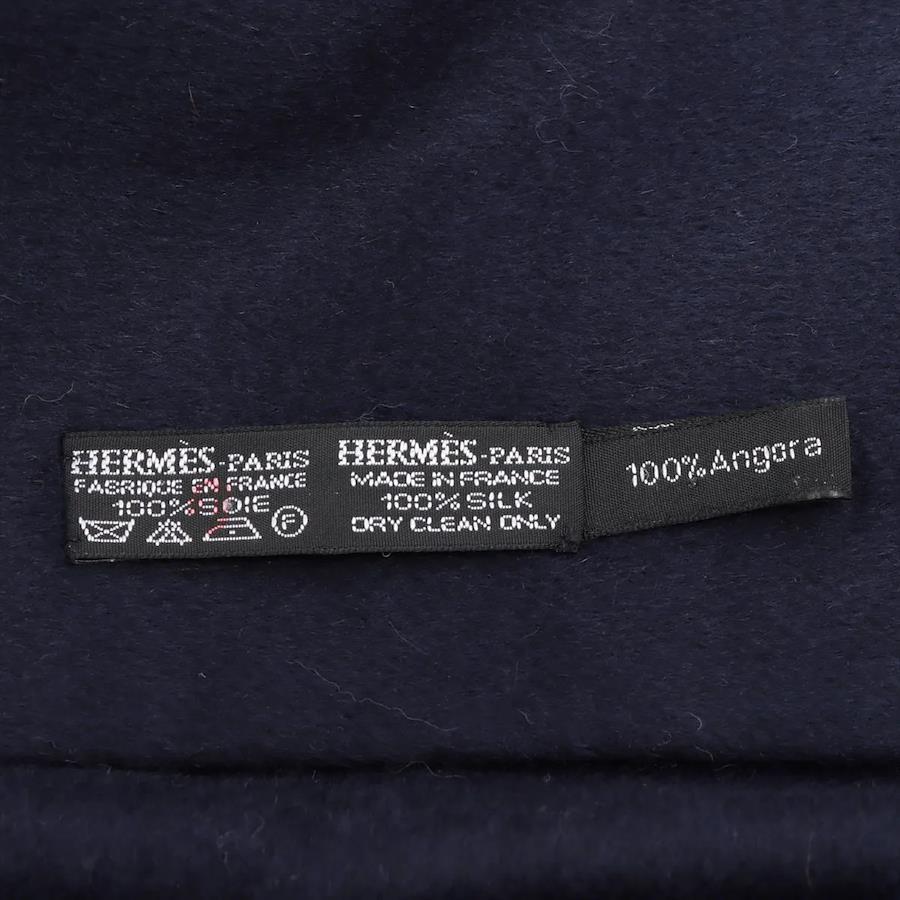 HERMÈS-PARIS
FABRIQUE EN FRANCE
100% SOIE
F
HERMÈS-PARIS
MADE IN FRANCE
100% SILK
DRY CLEAN ONLY
100% Angora